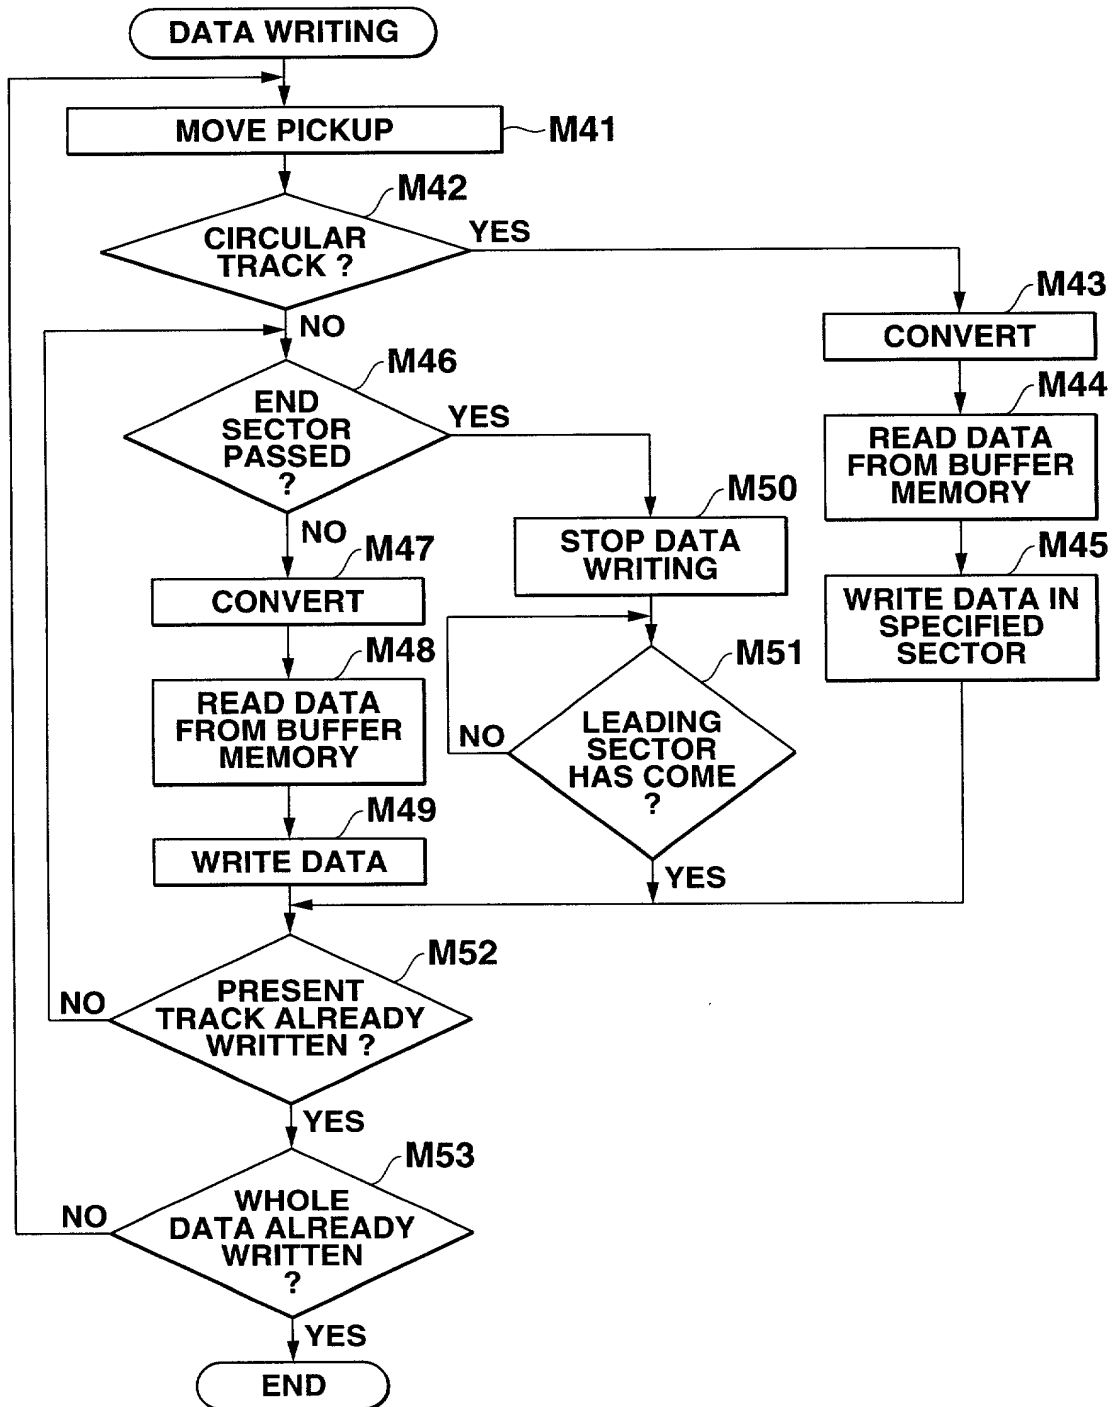 DATA WRITING
MOVE PICKUP
M41
M42
CIRCULAR
TRACK ?
YES
NO
M43
CONVERT
M44
READ DATA
FROM BUFFER
MEMORY
M45
WRITE DATA IN
SPECIFIED
SECTOR
M46
END
SECTOR
PASSED
?
YES
NO
M47
CONVERT
M48
READ DATA
FROM BUFFER
MEMORY
M49
WRITE DATA
M50
STOP DATA
WRITING
M51
LEADING
SECTOR
HAS COME
?
NO
YES
M52
PRESENT
TRACK ALREADY
WRITTEN ?
NO
YES
M53
WHOLE
DATA ALREADY
WRITTEN
?
NO
YES
END